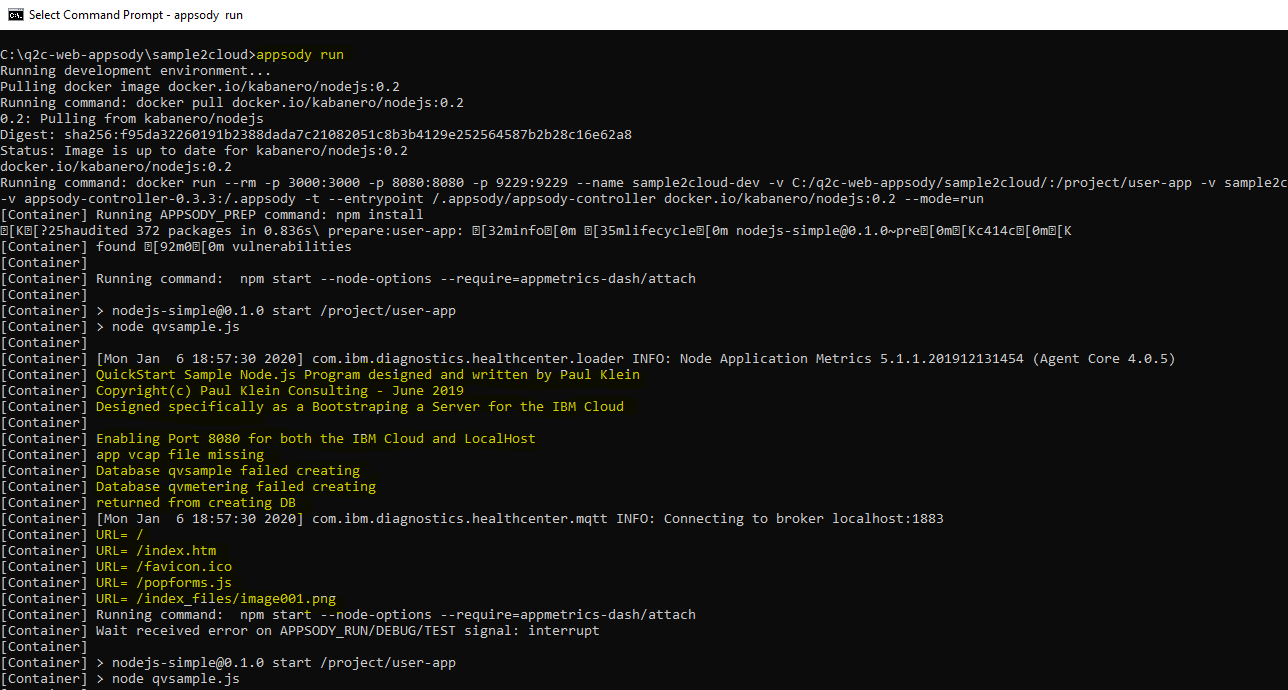 Select Command Prompt - appsody run
C:\q2c-web-appsody\sample2cloud>appsody run
Running development environment...
Pulling docker image docker.io/kabanero/nodejs:0.2
Running command: docker pull docker.io/kabanero/nodejs:0.2
0.2: Pulling from kabanero/nodejs
Digest: sha256:f95da32260191b2388dada7c21082051c8b3b4129e252564587b2b28c16e62a8
Status: Image is up to date for kabanero/nodejs:0.2
docker.io/kabanero/nodejs:0.2
Running command: docker run --rm -p 3000:3000 -p 8080:8080 -p 9229:9229 --name sample2cloud-dev -v C:/q2c-web-appsody/sample2cloud/:/project/user-app -v sample2c
-v appsody-controller-0.3.3:/.appsody -t --entrypoint /.appsody/appsody-controller docker.io/kabanero/nodejs:0.2 --mode=run
[Container] Running APPSODY_PREP command: npm install
⍰[K⍰[?25haudited 372 packages in 0.836s\ prepare:user-app: ⍰[32minfo⍰[0m ⍰[35mlifecycle⍰[0m nodejs-simple@0.1.0~pre⍰[0m⍰[Kc414c⍰[0m⍰[K
[Container] found ⍰[92m0⍰[0m vulnerabilities
[Container]
[Container] Running command:  npm start --node-options --require=appmetrics-dash/attach
[Container]
[Container] > nodejs-simple@0.1.0 start /project/user-app
[Container] > node qvsample.js
[Container]
[Container] [Mon Jan  6 18:57:30 2020] com.ibm.diagnostics.healthcenter.loader INFO: Node Application Metrics 5.1.1.201912131454 (Agent Core 4.0.5)
[Container] QuickStart Sample Node.js Program designed and written by Paul Klein
[Container] Copyright(c) Paul Klein Consulting - June 2019
[Container] Designed specifically as a Bootstraping a Server for the IBM Cloud
[Container]
[Container] Enabling Port 8080 for both the IBM Cloud and LocalHost
[Container] app vcap file missing
[Container] Database qvsample failed creating
[Container] Database qvmetering failed creating
[Container] returned from creating DB
[Container] [Mon Jan  6 18:57:30 2020] com.ibm.diagnostics.healthcenter.mqtt INFO: Connecting to broker localhost:1883
[Container] URL= /
[Container] URL= /index.htm
[Container] URL= /favicon.ico
[Container] URL= /popforms.js
[Container] URL= /index_files/image001.png
[Container] Running command:  npm start --node-options --require=appmetrics-dash/attach
[Container] Wait received error on APPSODY_RUN/DEBUG/TEST signal: interrupt
[Container]
[Container] > nodejs-simple@0.1.0 start /project/user-app
[Container] > node qvsample.js